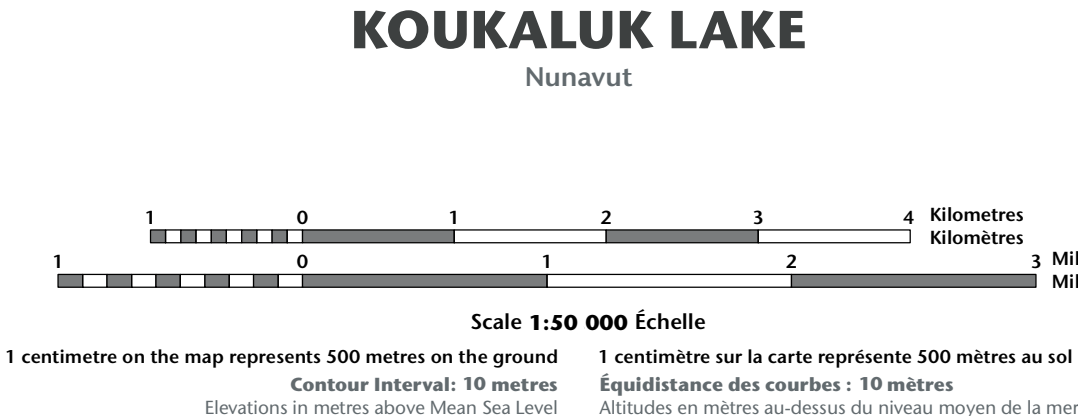 KOUKALUK LAKE
Nunavut
1 0 1 2 3 4 Kilometres
Kilomètres
1 0 1 2 3 Mil
Mil
Scale 1:50 000 Échelle
1 centimetre on the map represents 500 metres on the ground 1 centimètre sur la carte représente 500 mètres au sol
Contour Interval: 10 metres Équidistance des courbes : 10 mètres
Elevations in metres above Mean Sea Level Altitudes en mètres au-dessus du niveau moyen de la mer